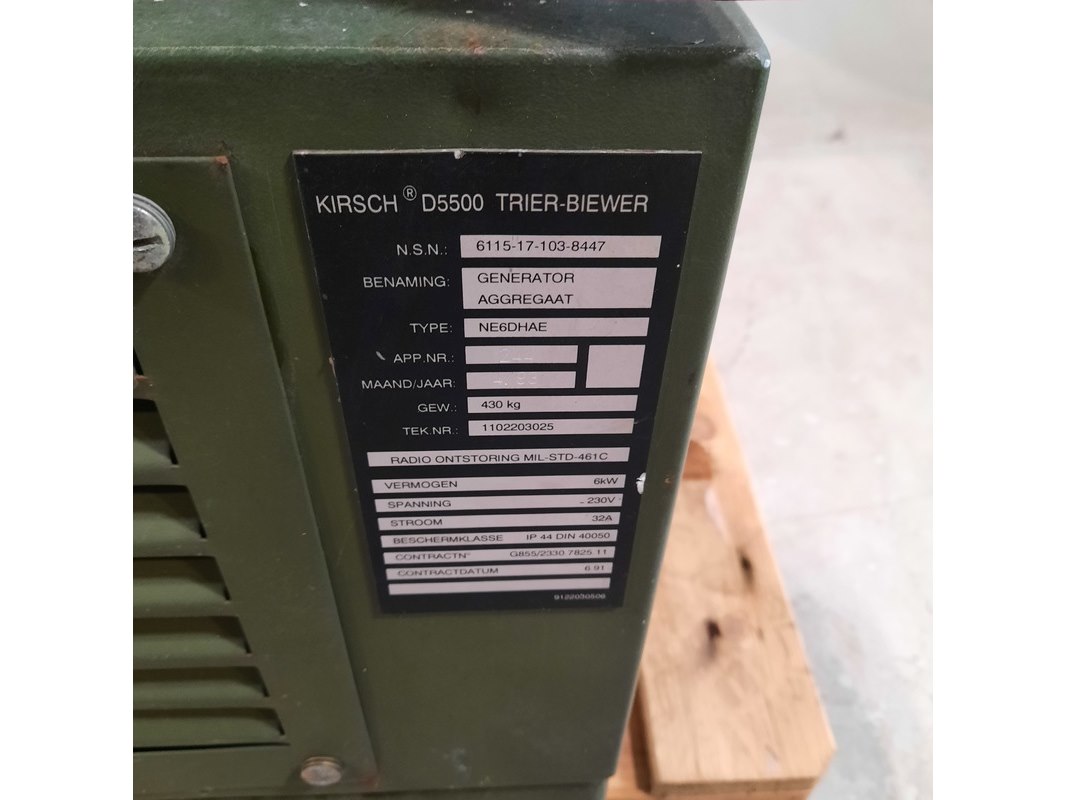 KIRSCH ® D5500 TRIER-BIEWER
N.S.N.: 6115-17-103-8447
BENAMING: GENERATOR
AGGREGAAT
TYPE: NE6DHAE
APP.NR.:
MAAND/JAAR:
GEW.: 430 kg
TEK.NR.: 1102203025
RADIO ONTSTORING MIL-STD-461C
VERMOGEN 6kW
SPANNING 230V
STROOM 32A
BESCHERMKLASSE IP 44 DIN 40050
CONTRACTNº G855/2330 7825 11
CONTRACTDATUM 6 91
9122030506